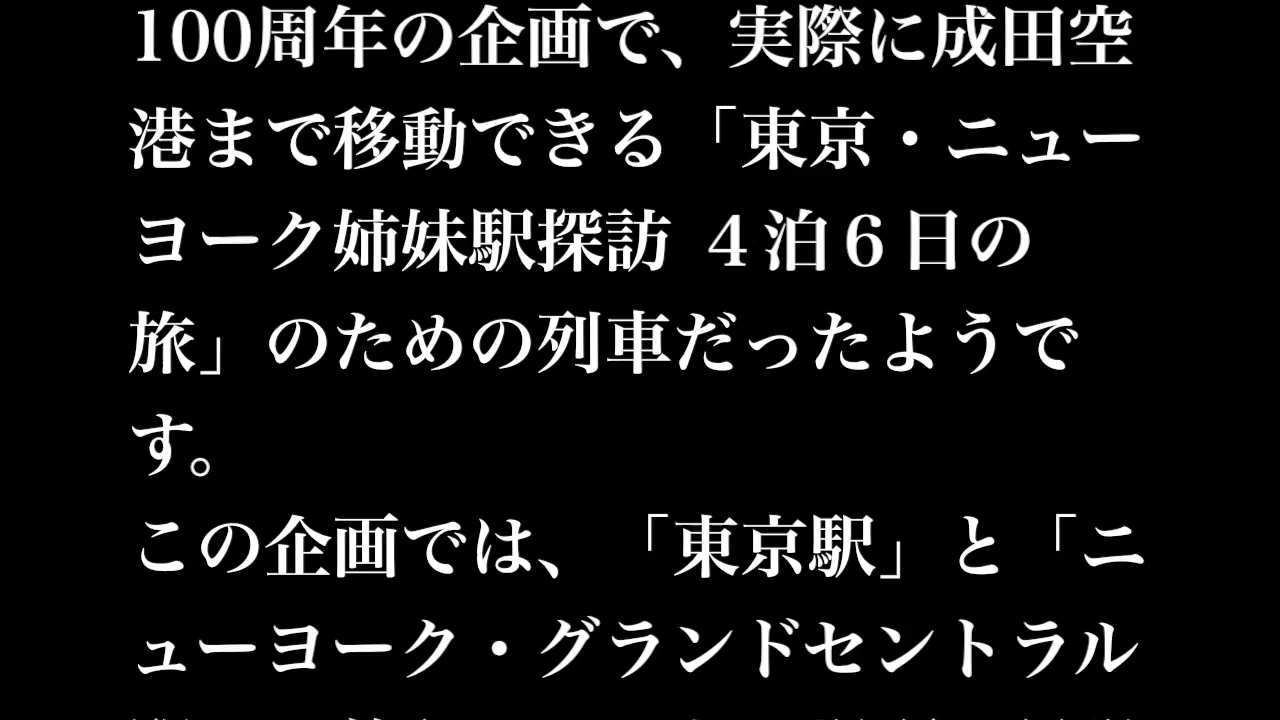 100周年の企画で、実際に成田空
港まで移動できる「東京・ニュー
ヨーク姉妹駅探訪 ４泊６日の
旅」のための列車だったようで
す。
この企画では、「東京駅」と「ニ
ューヨーク・グランドセントラル